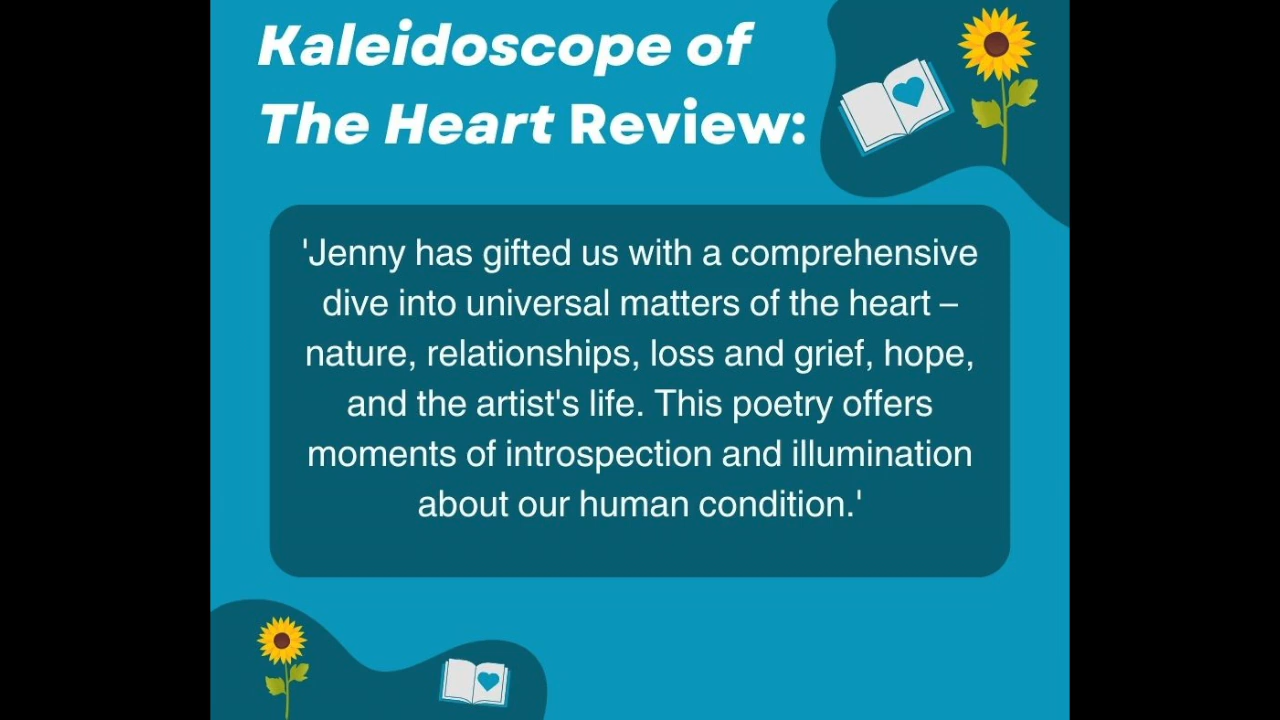 Kaleidoscope of
The Heart Review:
'Jenny has gifted us with a comprehensive
dive into universal matters of the heart –
nature, relationships, loss and grief, hope,
and the artist's life. This poetry offers
moments of introspection and illumination
about our human condition.'